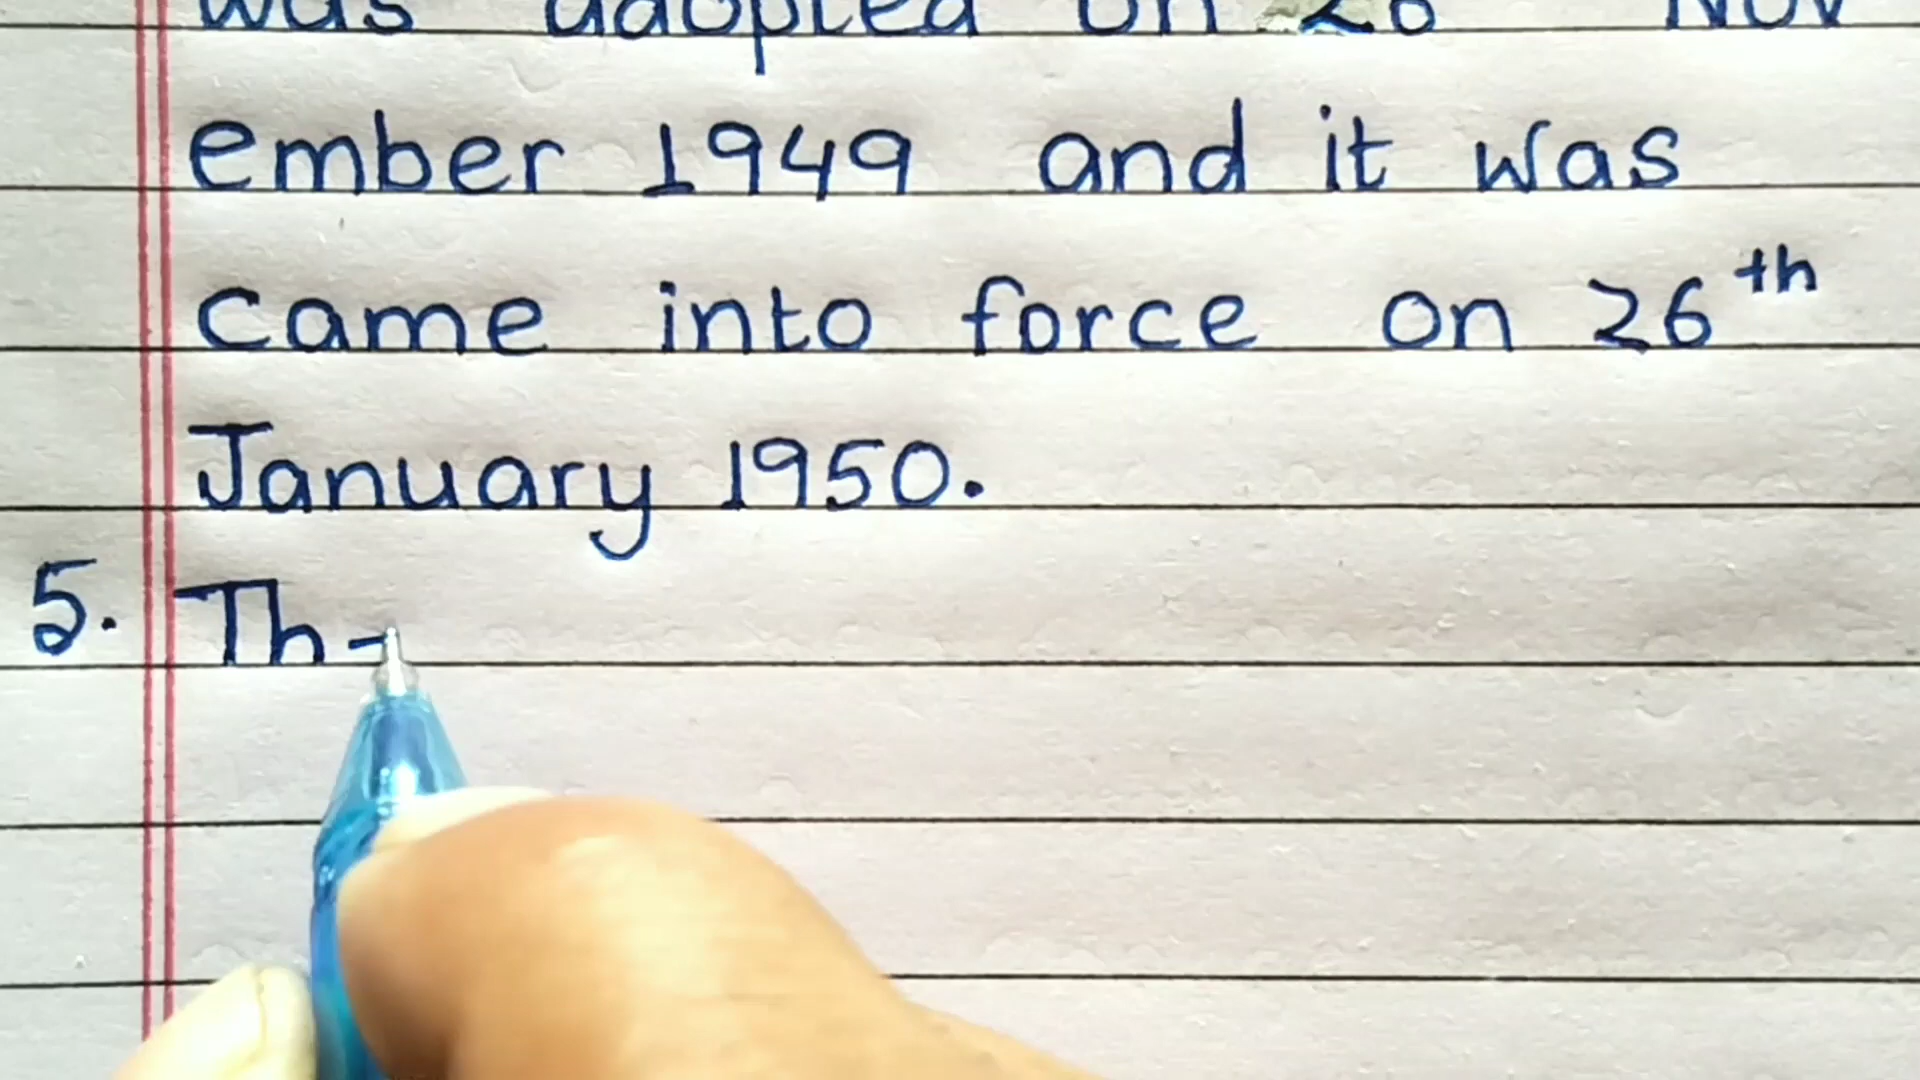 was adopted on 26 Nov
ember 1949 and it was
came into force on 26th
January 1950.
5. Th